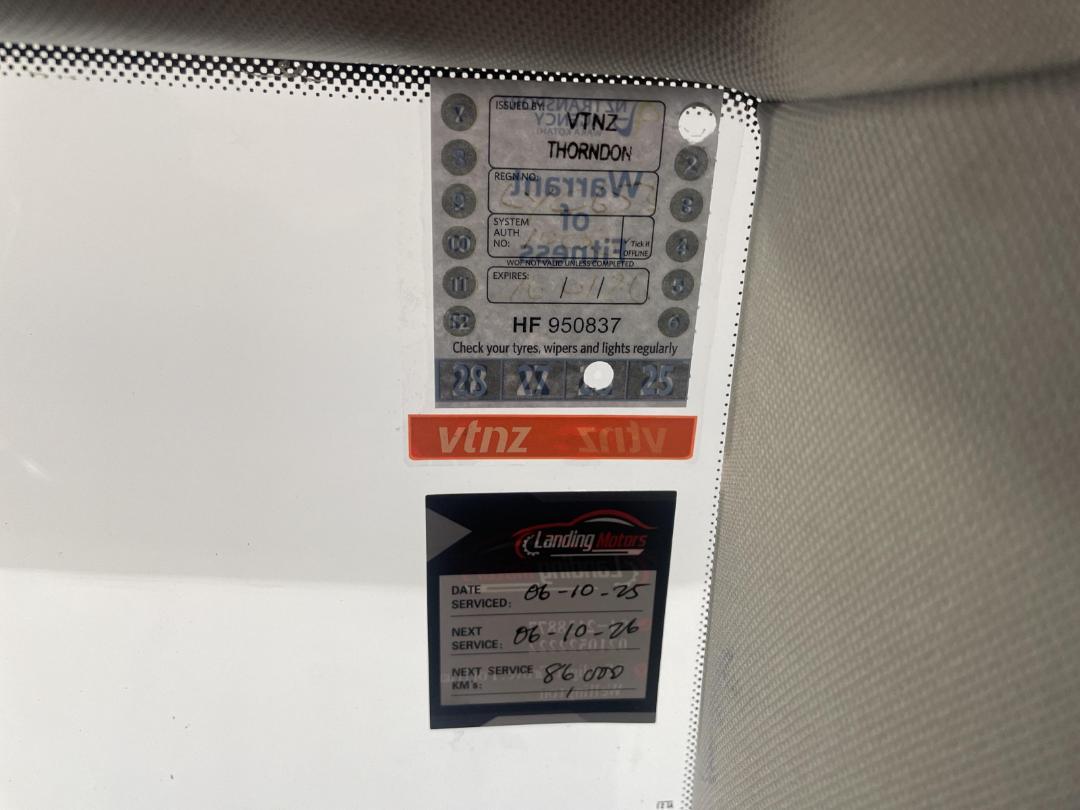 ISSUED BY:
VTNZ
THORNDON
REGN NO:
Warrant
of
Fitness
SYSTEM
AUTH
NO:
Tick if
OFFLINE
WOF NOT VALID UNLESS COMPLETED
EXPIRES:
HF 950837
Check your tyres, wipers and lights regularly
8
9
10
11
12
2
3
4
5
6
28 27 25
vtnz vtnz
Landing Motors
DATE
SERVICED: 06-10-25
NEXT
SERVICE: 06-10-26
NEXT SERVICE
KM's: 86,000